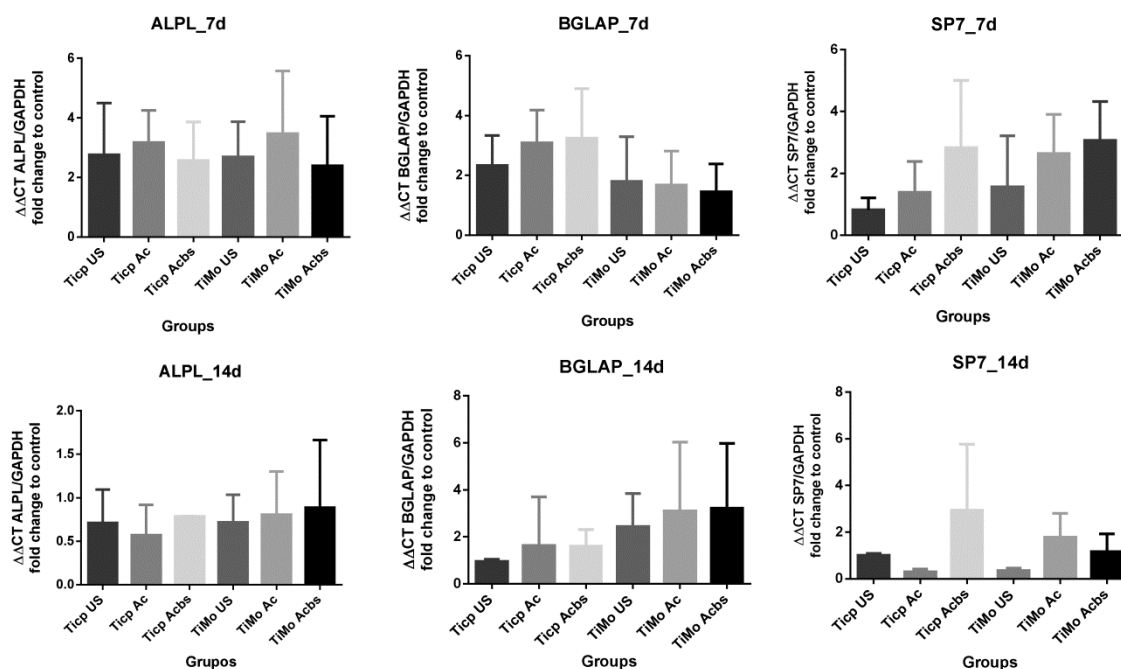 ALPL_7d
ΔΔCT ALPL/GAPDH
fold change to control
6
4
2
0
Ticp US
Ticp Ac
Ticp Acbs
TiMo US
TiMo Ac
TiMo Acbs
Groups
BGLAP_7d
ΔΔCT BGLAP/GAPDH
fold change to control
6
4
2
0
Ticp US
Ticp Ac
Ticp Acbs
TiMo US
TiMo Ac
TiMo Acbs
Groups
SP7_7d
ΔΔCT SP7/GAPDH
fold change to control
6
4
2
0
Ticp US
Ticp Ac
Ticp Acbs
TiMo US
TiMo Ac
TiMo Acbs
Groups
ALPL_14d
ΔΔCT ALPL/GAPDH
fold change to control
2.0
1.5
1.0
0.5
0.0
Ticp US
Ticp Ac
Ticp Acbs
TiMo US
TiMo Ac
TiMo Acbs
Grupos
BGLAP_14d
ΔΔCT BGLAP/GAPDH
fold change to control
8
6
4
2
0
Ticp US
Ticp Ac
Ticp Acbs
TiMo US
TiMo Ac
TiMo Acbs
Groups
SP7_14d
ΔΔCT SP7/GAPDH
fold change to control
8
6
4
2
0
Ticp US
Ticp Ac
Ticp Acbs
TiMo US
TiMo Ac
TiMo Acbs
Groups